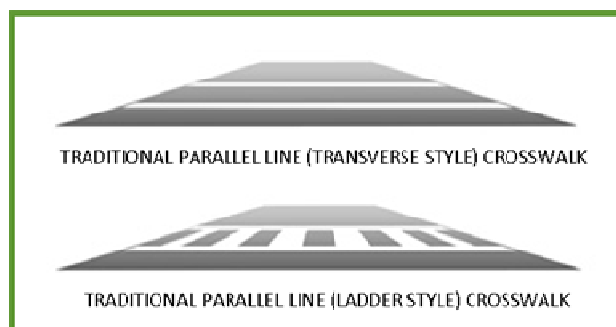 TRADITIONAL PARALLEL LINE (TRANSVERSE STYLE) CROSSWALK
TRADITIONAL PARALLEL LINE (LADDER STYLE) CROSSWALK